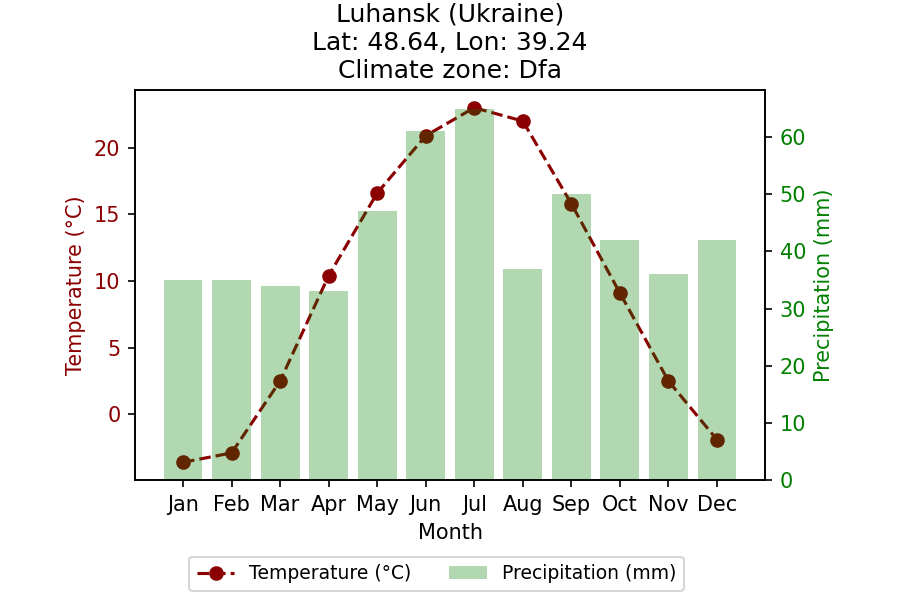 Luhansk (Ukraine)
Lat: 48.64, Lon: 39.24
Climate zone: Dfa
Temperature (°C)
20
15
10
5
0
60
50
40
30
20
10
0
Precipitation (mm)
Jan Feb Mar Apr May Jun Jul Aug Sep Oct Nov Dec
Month
Temperature (°C) Precipitation (mm)